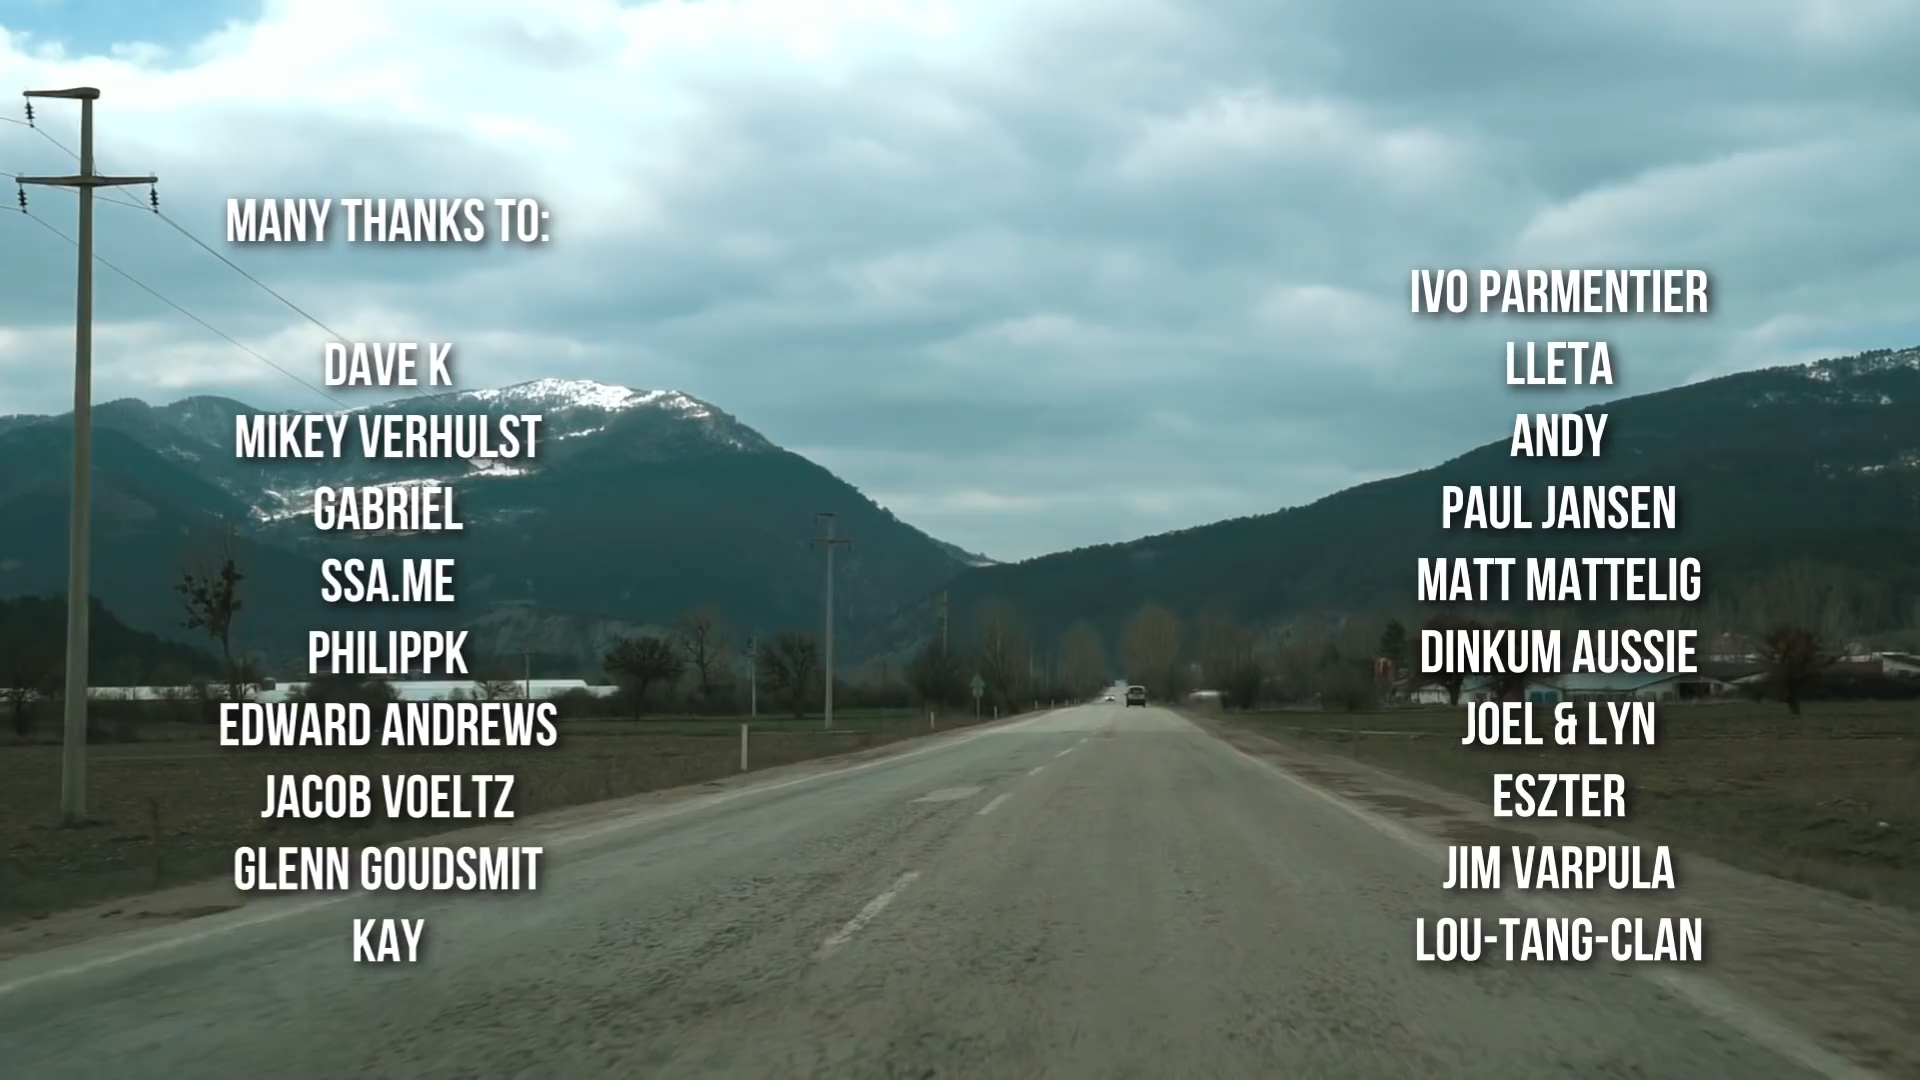 MANY THANKS TO:
DAVE K
MIKEY VERHULST
GABRIEL
SSA.ME
PHILIPPK
EDWARD ANDREWS
JACOB VOELTZ
GLENN GOUDSMIT
KAY
IVO PARMENTIER
LLETA
ANDY
PAUL JANSEN
MATT MATTELIG
DINKUM AUSSIE
JOEL & LYN
ESZTER
JIM VARPULA
LOU-TANG-CLAN